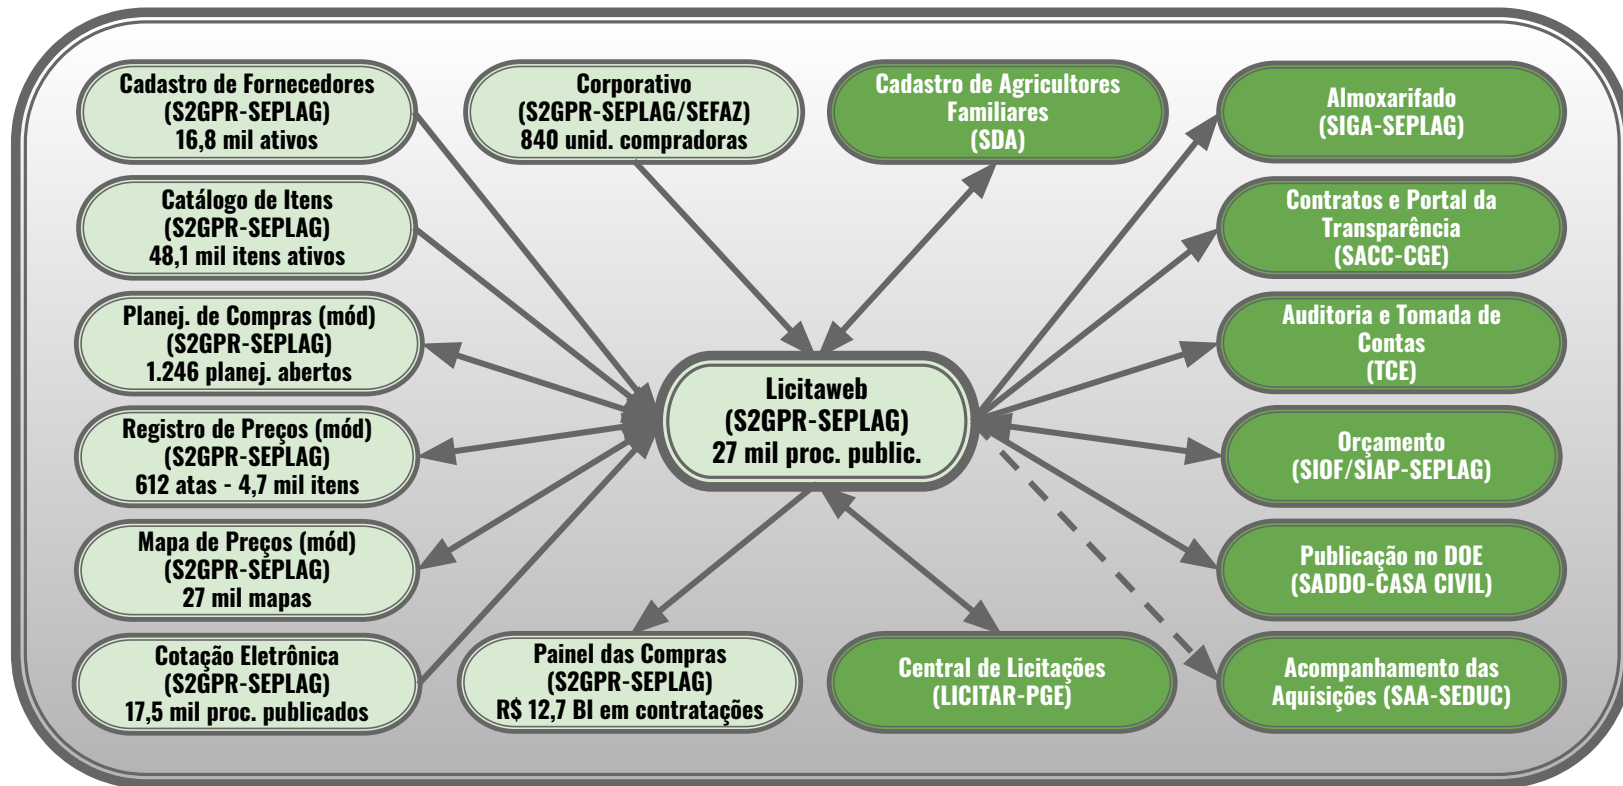 Cadastro de Fornecedores
(S2GPR-SEPLAG)
16,8 mil ativos
Corporativo
(S2GPR-SEPLAG/SEFAZ)
840 unid. compradoras
Cadastro de Agricultores
Familiares
(SDA)
Almoxarifado
(SIGA-SEPLAG)
Catálogo de Itens
(S2GPR-SEPLAG)
48,1 mil itens ativos
Contratos e Portal da
Transparência
(SACC-CGE)
Planej. de Compras (mód)
(S2GPR-SEPLAG)
1.246 planej. abertos
Auditoria e Tomada de
Contas
(TCE)
Licitaweb
(S2GPR-SEPLAG)
27 mil proc. public.
Registro de Preços (mód)
(S2GPR-SEPLAG)
612 atas - 4,7 mil itens
Orçamento
(SIOF/SIAP-SEPLAG)
Mapa de Preços (mód)
(S2GPR-SEPLAG)
27 mil mapas
Publicação no DOE
(SADDO-CASA CIVIL)
Cotação Eletrônica
(S2GPR-SEPLAG)
17,5 mil proc. publicados
Painel das Compras
(S2GPR-SEPLAG)
R$ 12,7 BI em contratações
Central de Licitações
(LICITAR-PGE)
Acompanhamento das
Aquisições (SAA-SEDUC)